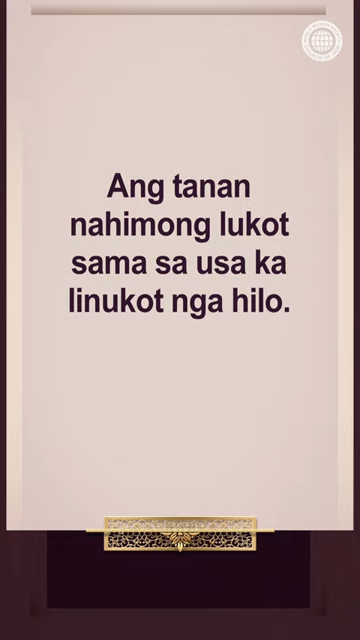 Ang tanan
nahimong lukot
sama sa usa ka
linukot nga hilo.